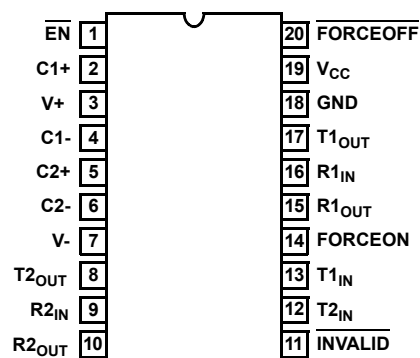 EN 1 20 FORCEOFF
C1+ 2 19 VCC
V+ 3 18 GND
C1- 4 17 T1OUT
C2+ 5 16 R1IN
C2- 6 15 R1OUT
V- 7 14 FORCEON
T2OUT 8 13 T1IN
R2IN 9 12 T2IN
R2OUT 10 11 INVALID